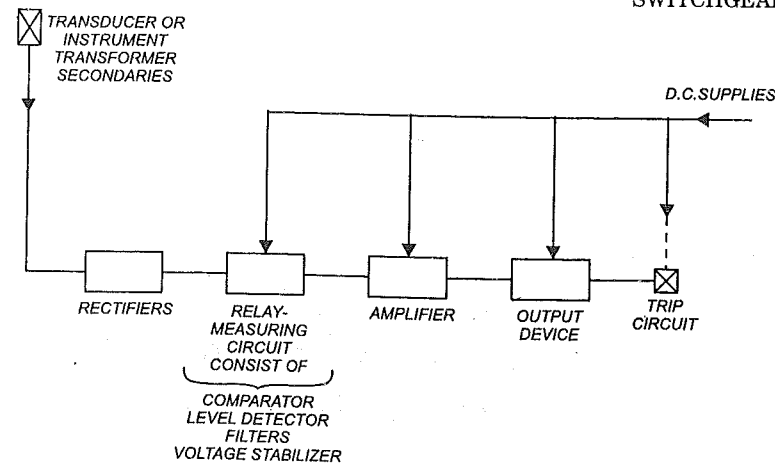 SWITCHGEAR
TRANSDUCER OR
INSTRUMENT
TRANSFORMER
SECONDARIES
D.C.SUPPLIES
RECTIFIERS
RELAY-
MEASURING
CIRCUIT
CONSIST OF
COMPARATOR
LEVEL DETECTOR
FILTERS
VOLTAGE STABILIZER
AMPLIFIER
OUTPUT
DEVICE
TRIP
CIRCUIT